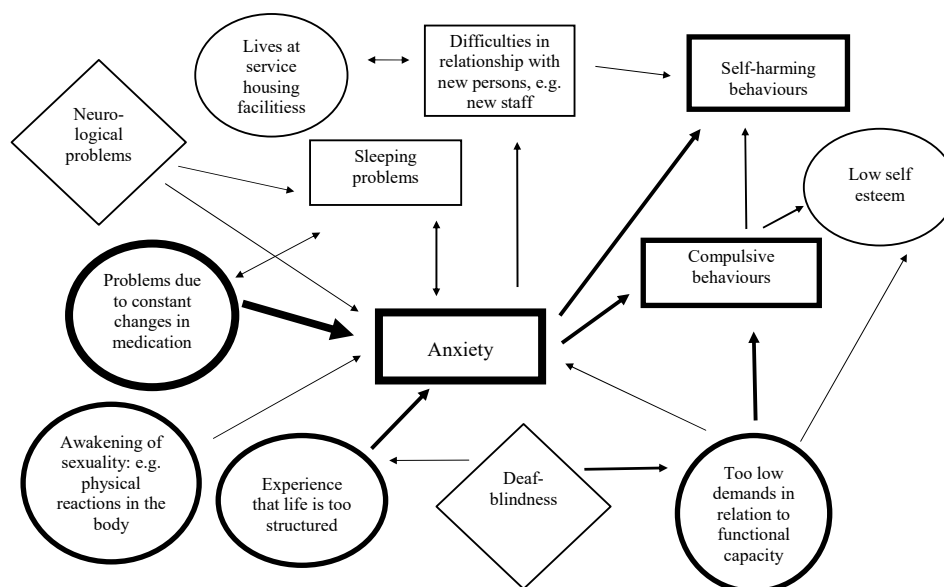 Lives at
service
housing
facilitiess
Difficulties in
relationship with
new persons, e.g.
new staff
Self-harming
behaviours
Neuro-
logical
problems
Sleeping
problems
Low self
esteem
Problems due
to constant
changes in
medication
Compulsive
behaviours
Anxiety
Awakening of
sexuality: e.g.
physical
reactions in the
body
Experience
that life is too
structured
Deaf-
blindness
Too low
demands in
relation to
functional
capacity